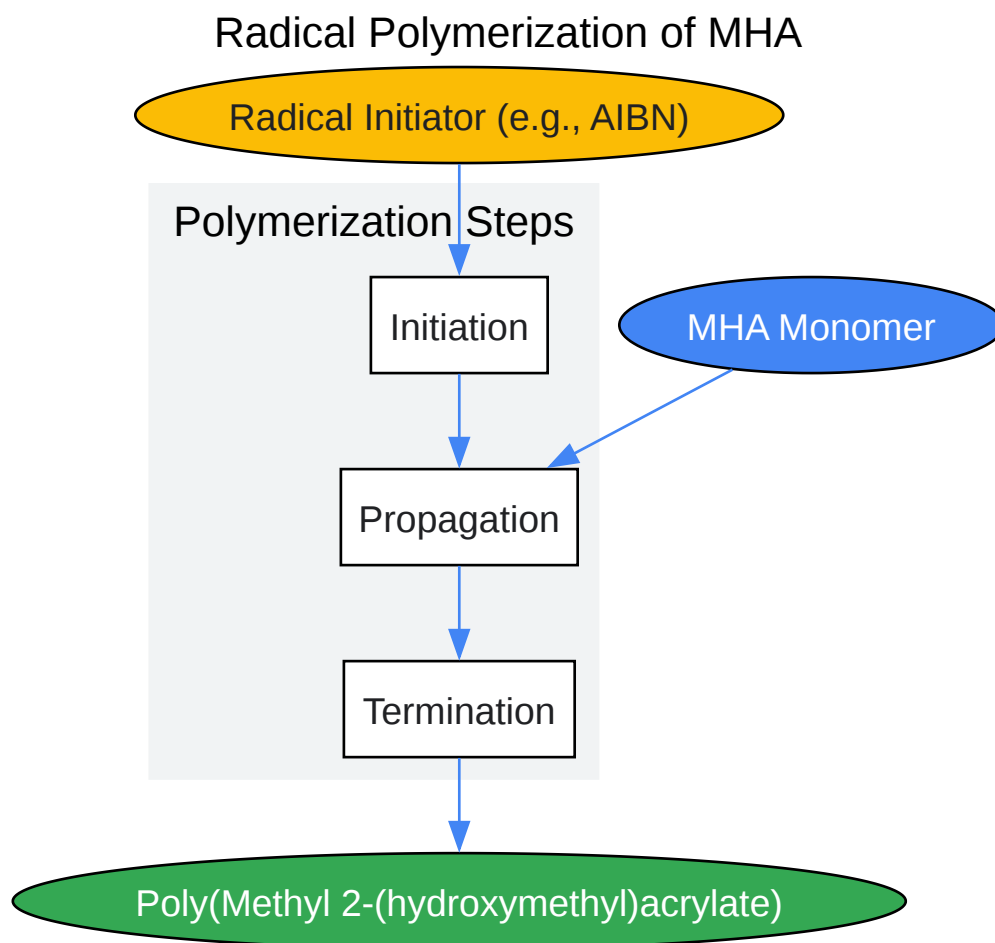 Radical Polymerization of MHA
Radical Initiator (e.g., AIBN)
Polymerization Steps
Initiation
MHA Monomer
Propagation
Termination
Poly(Methyl 2-(hydroxymethyl)acrylate)